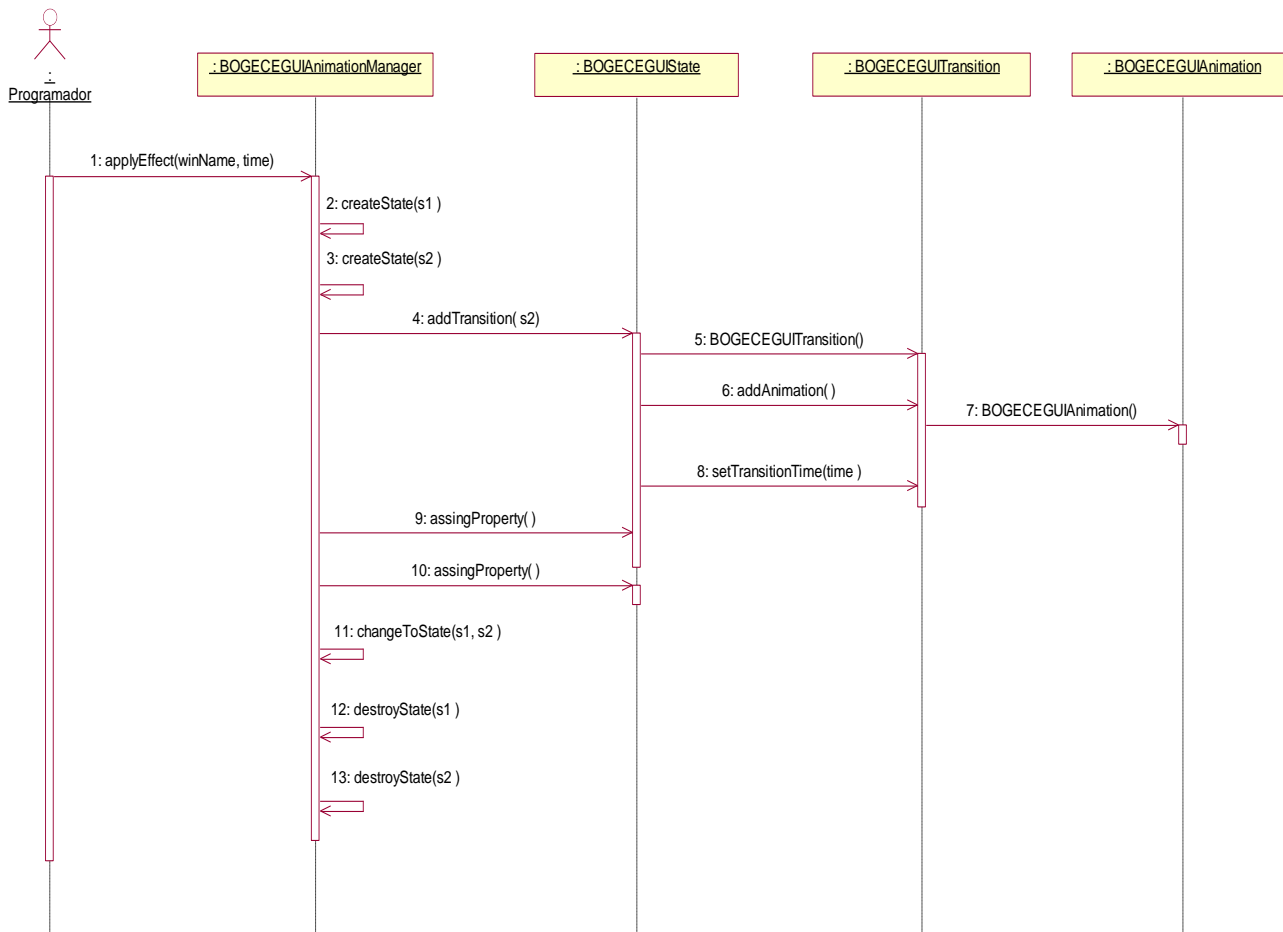 :
Programador
: BOGECEGUIAnimationManager
: BOGECEGUIState
: BOGECEGUITransition
: BOGECEGUIAnimation
1: applyEffect(winName, time)
2: createState(s1 )
3: createState(s2 )
4: addTransition( s2)
5: BOGECEGUITransition()
6: addAnimation( )
7: BOGECEGUIAnimation()
8: setTransitionTime(time )
9: assingProperty( )
10: assingProperty( )
11: changeToState(s1, s2 )
12: destroyState(s1 )
13: destroyState(s2 )